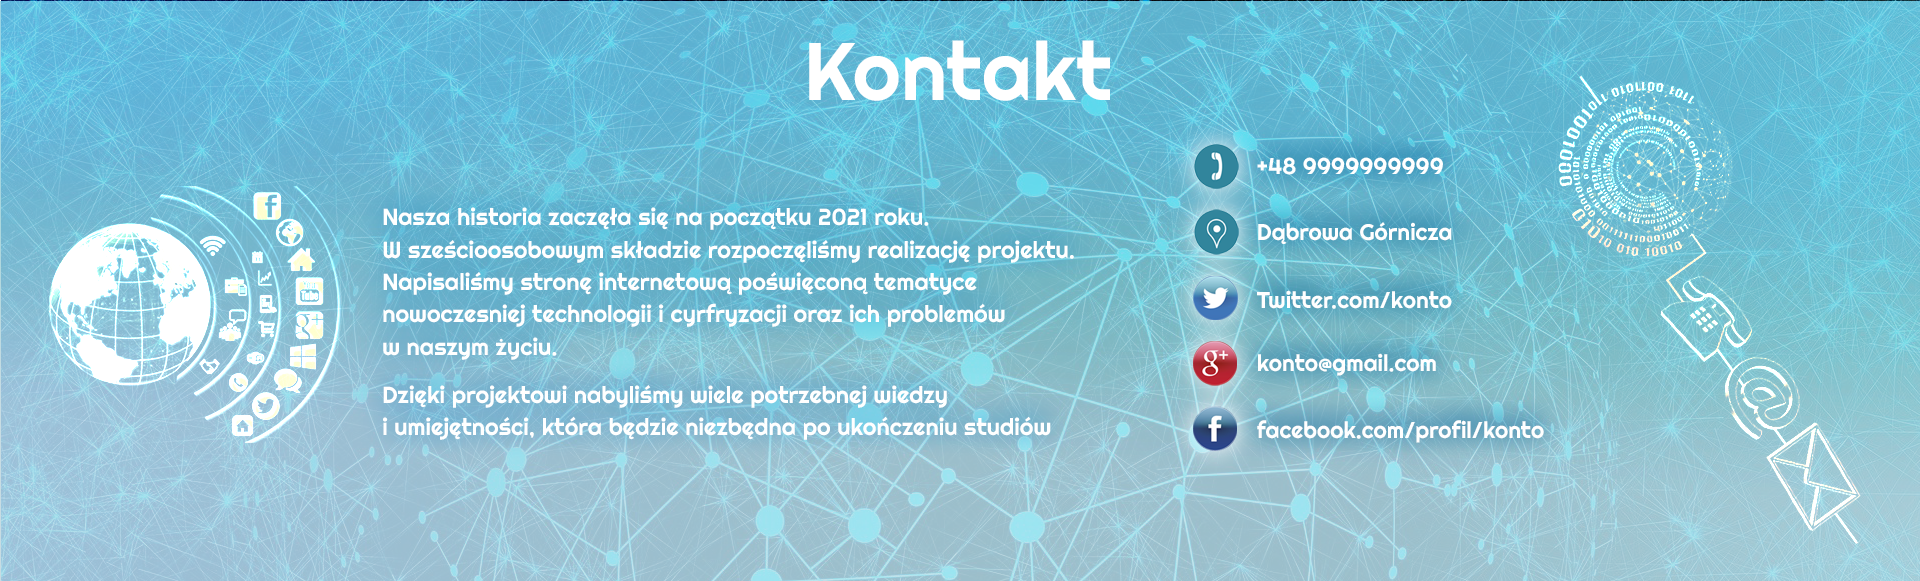 Kontakt
Nasza historia zaczęła się na początku 2021 roku.
W sześcioosobowym składzie rozpoczęliśmy realizację projektu.
Napisaliśmy stronę internetową poświęconą tematyce
nowoczesniej technologii i cyrfryzacji oraz ich problemów
w naszym życiu.
Dzięki projektowi nabyliśmy wiele potrzebnej wiedzy
i umiejętności, która będzie niezbędna po ukończeniu studiów
+48 9999999999
Dąbrowa Górnicza
Twitter.com/konto
konto@gmail.com
facebook.com/profil/konto